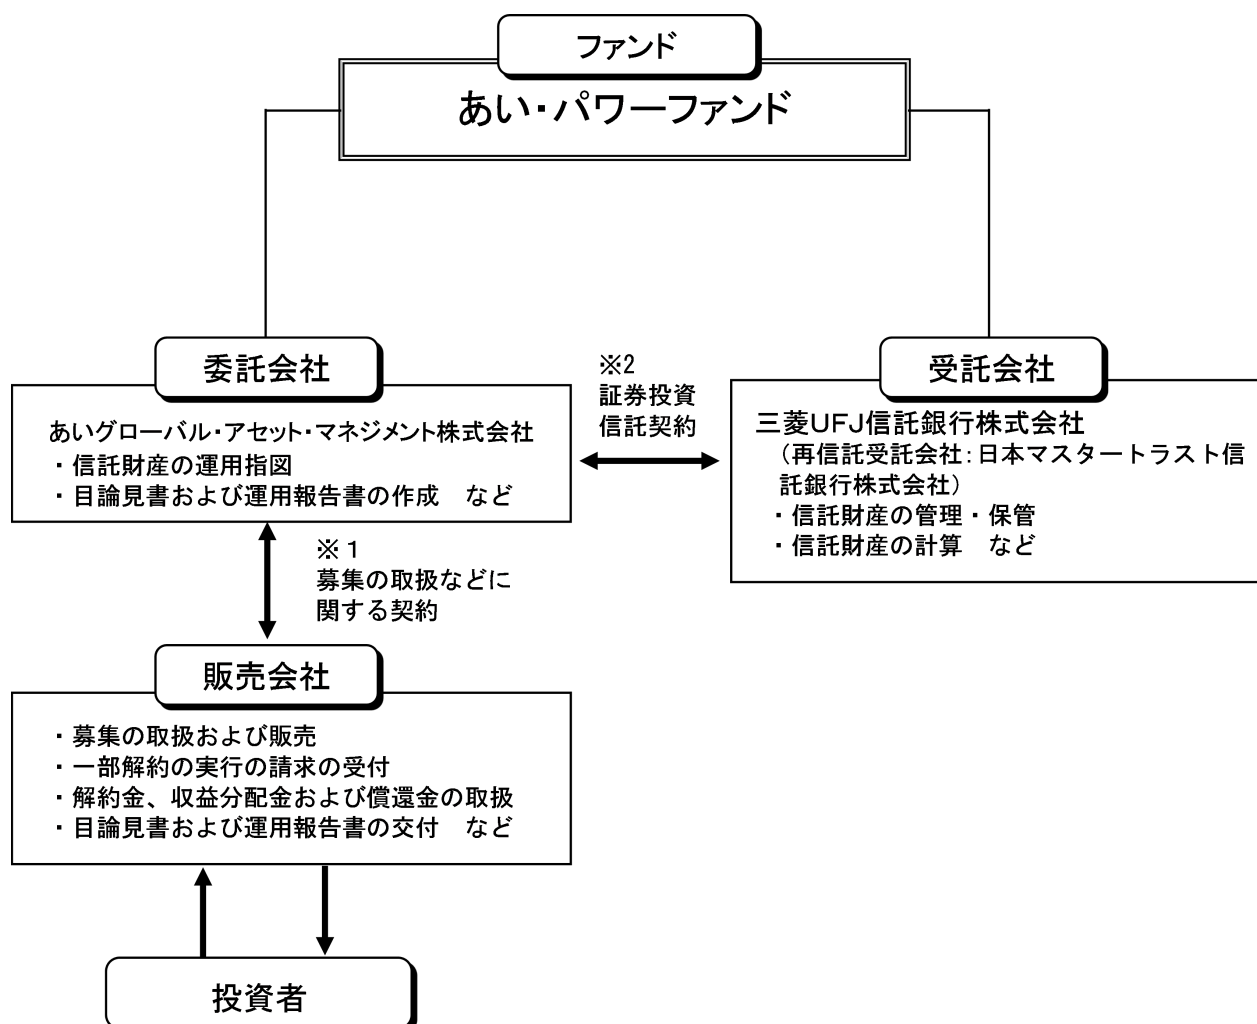 ファンド
あい・パワーファンド
委託会社
あいグローバル・アセット・マネジメント株式会社
・信託財産の運用指図
・目論見書および運用報告書の作成　など
※2
証券投資
信託契約
受託会社
三菱ＵＦＪ信託銀行株式会社
（再信託受託会社：日本マスタートラスト信
託銀行株式会社）
・信託財産の管理・保管
・信託財産の計算　など
※１
募集の取扱などに
関する契約
販売会社
・募集の取扱および販売
・一部解約の実行の請求の受付
・解約金、収益分配金および償還金の取扱
・目論見書および運用報告書の交付　など
投資者